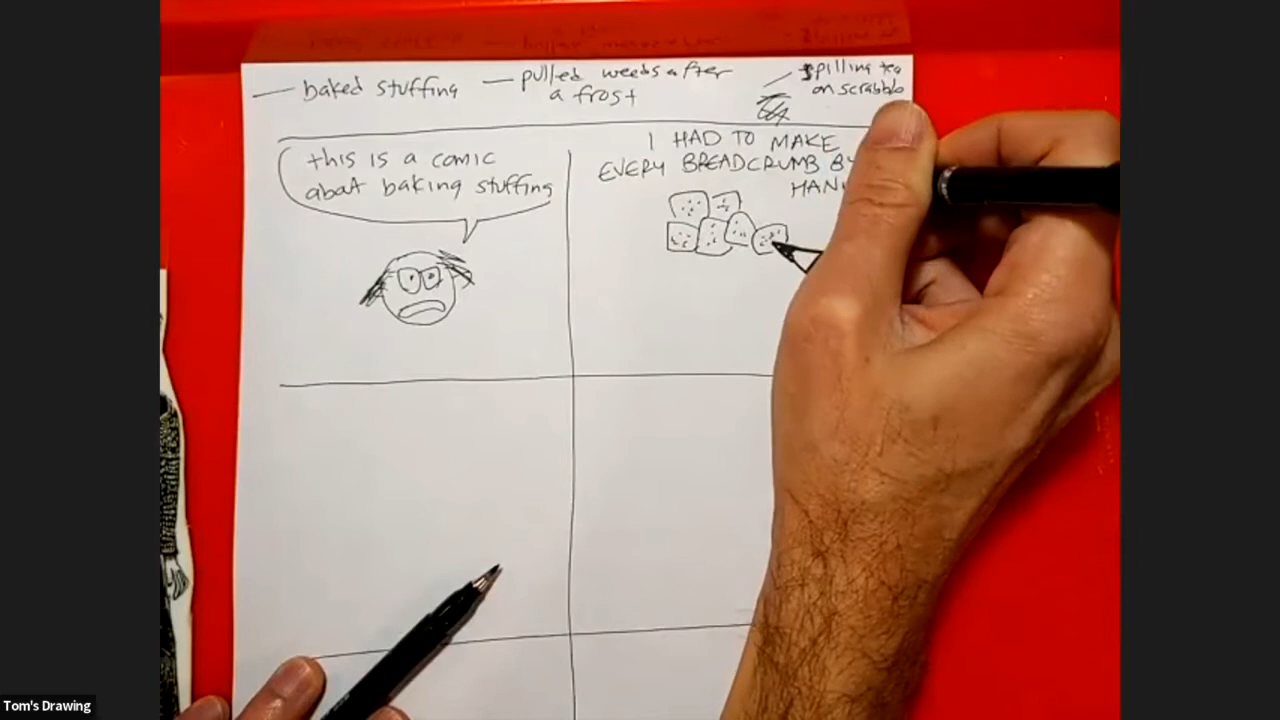 — baked stuffing
— pulled weeds after
a frost
— spilling tea
on scrabble
this is a comic
about baking stuffing
I HAD TO MAKE
EVERY BREADCRUMB BY
HAND
Tom's Drawing